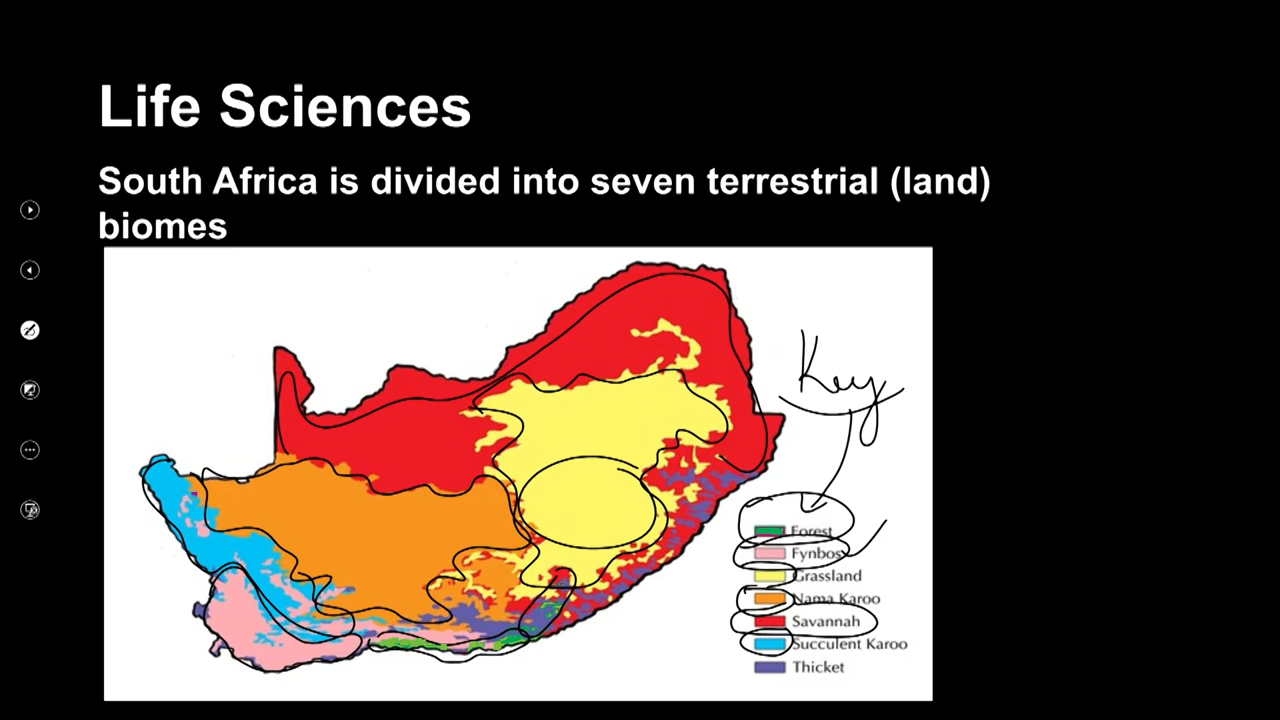 Life Sciences
South Africa is divided into seven terrestrial (land)
biomes
Key
Forest
Fynbos
Grassland
Nama Karoo
Savannah
Succulent Karoo
Thicket